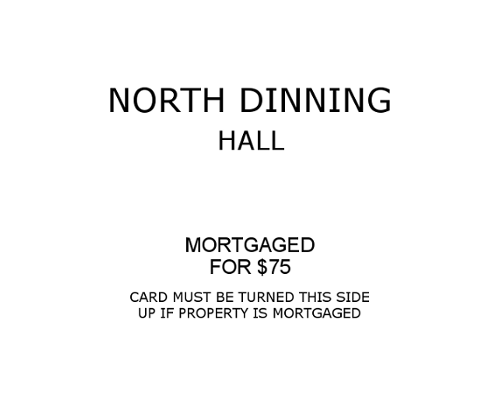 NORTH DINNING
HALL
MORTGAGED
FOR $75
CARD MUST BE TURNED THIS SIDE
UP IF PROPERTY IS MORTGAGED